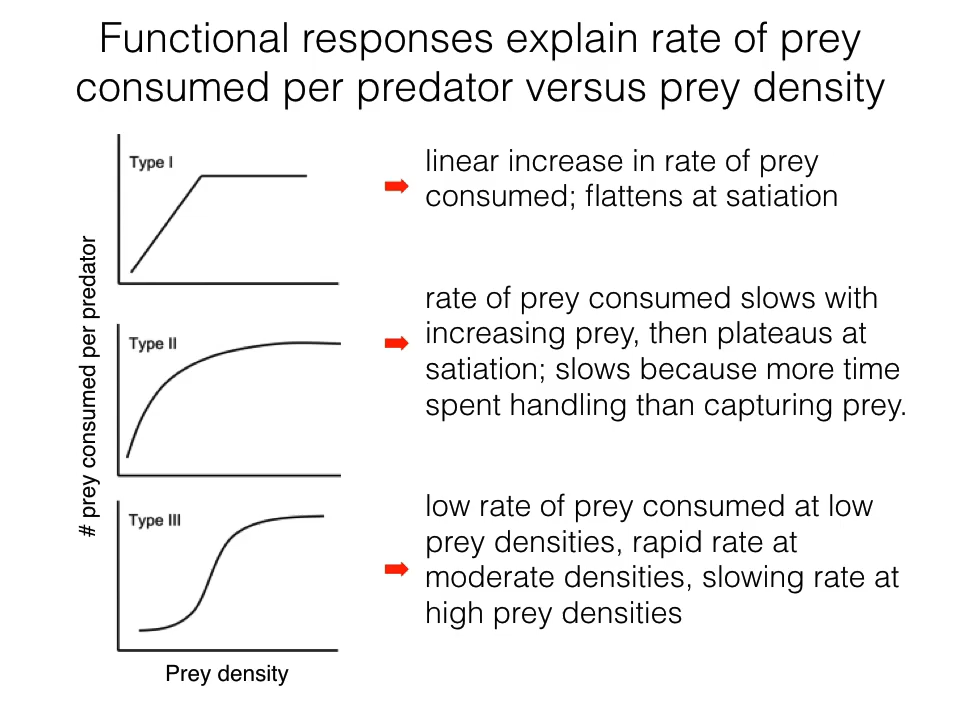 Functional responses explain rate of prey
consumed per predator versus prey density
Type I
linear increase in rate of prey
consumed; flattens at satiation
# prey consumed per predator
Type II
rate of prey consumed slows with
increasing prey, then plateaus at
satiation; slows because more time
spent handling than capturing prey.
Type III
low rate of prey consumed at low
prey densities, rapid rate at
moderate densities, slowing rate at
high prey densities
Prey density